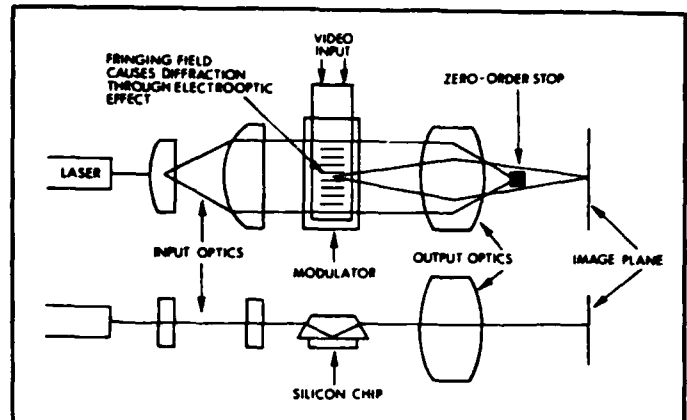 VIDEO
INPUT
FRINGING FIELD
CAUSES DIFFRACTION
THROUGH ELECTROOPTIC
EFFECT
ZERO-ORDER STOP
LASER
INPUT OPTICS
MODULATOR
OUTPUT OPTICS
IMAGE PLANE
SILICON CHIP